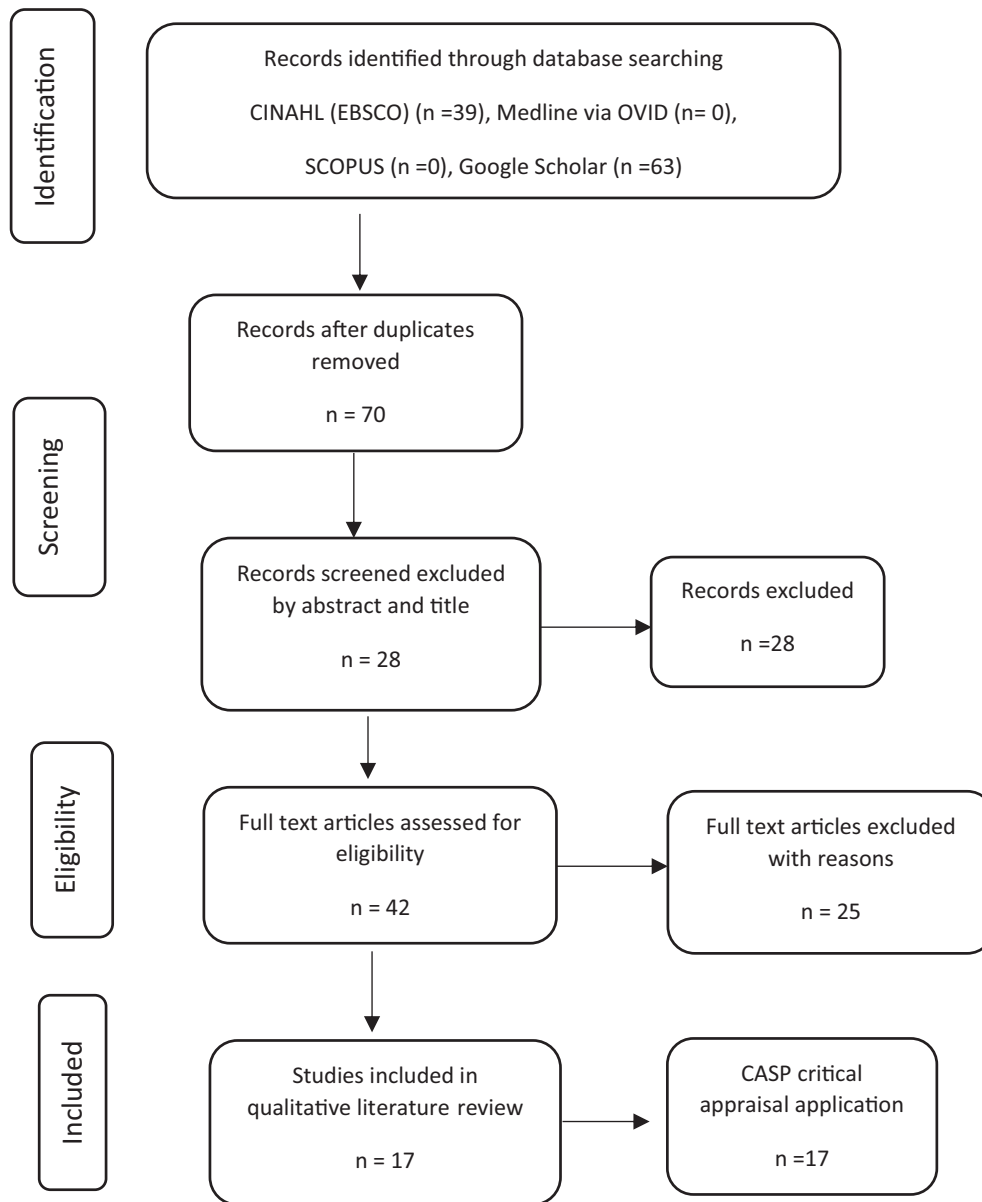 Identification
Records identified through database searching
CINAHL (EBSCO) (n =39), Medline via OVID (n= 0),
SCOPUS (n =0), Google Scholar (n =63)
Records after duplicates
removed
n = 70
Screening
Records screened excluded
by abstract and title
n = 28
Records excluded
n =28
Eligibility
Full text articles assessed for
eligibility
n = 42
Full text articles excluded
with reasons
n = 25
Included
Studies included in
qualitative literature review
n = 17
CASP critical
appraisal application
n =17